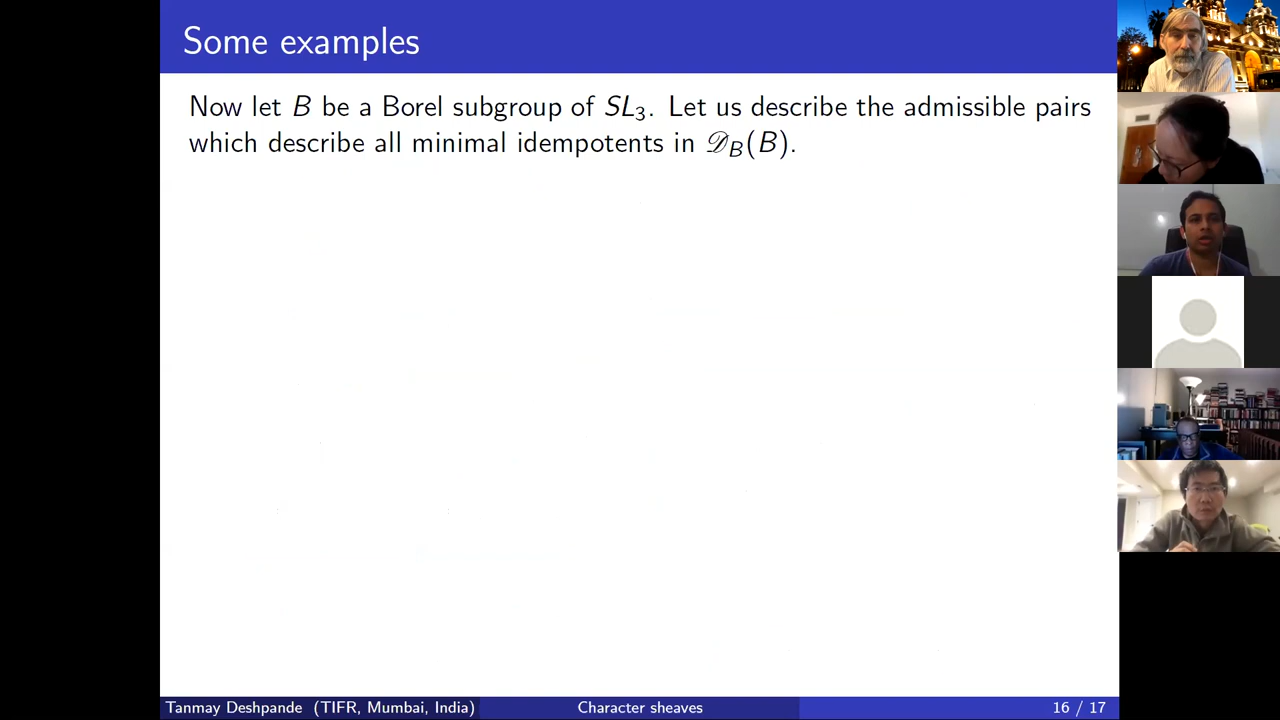 Some examples
Now let B be a Borel subgroup of SL₃. Let us describe the admissible pairs
which describe all minimal idempotents in 𝒟_B(B).
Tanmay Deshpande (TIFR, Mumbai, India)
Character sheaves
16 / 17